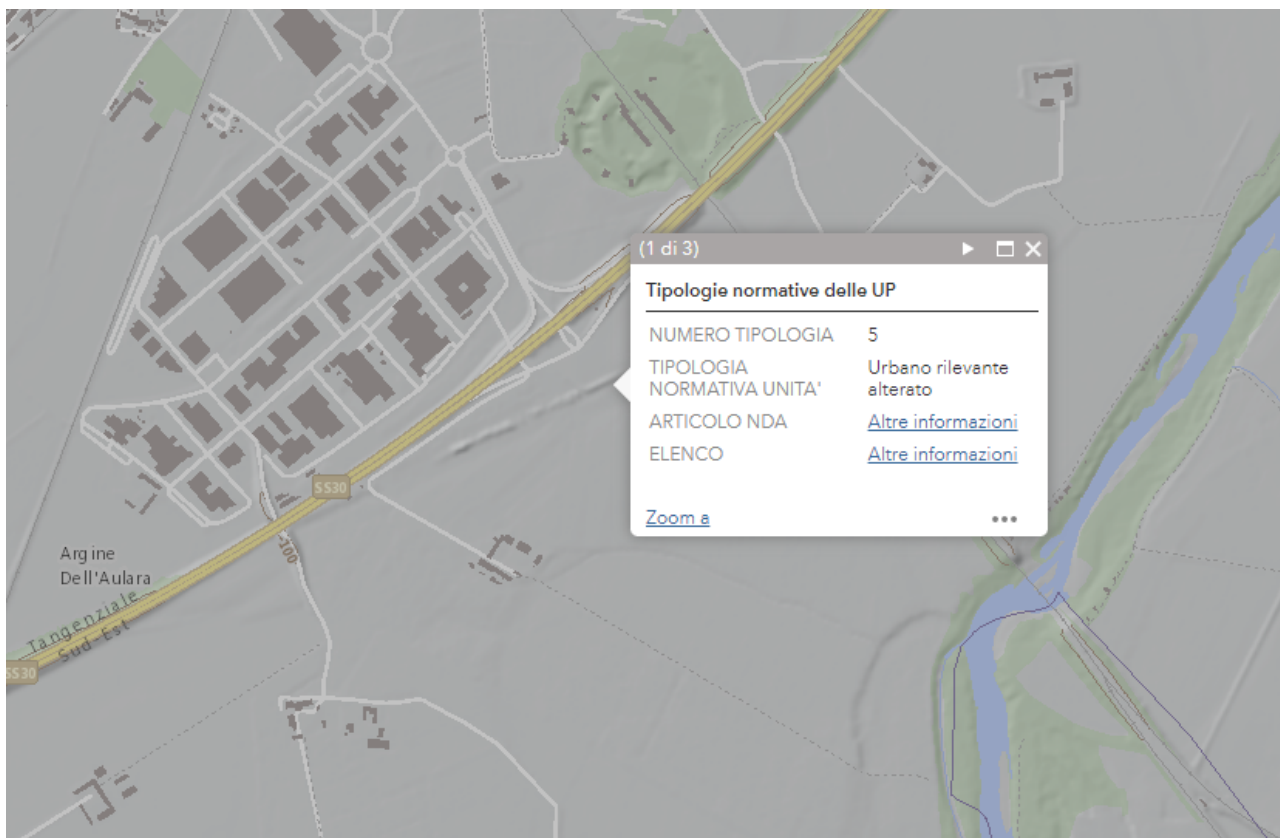 (1 di 3)
Tipologie normative delle UP
NUMERO TIPOLOGIA 5
TIPOLOGIA NORMATIVA UNITA' Urbano rilevante alterato
ARTICOLO NDA Altre informazioni
ELENCO Altre informazioni
Zoom a
SS30
100
Argine
Dell'Aulara
Tangenziale
Sud-Est
SS30